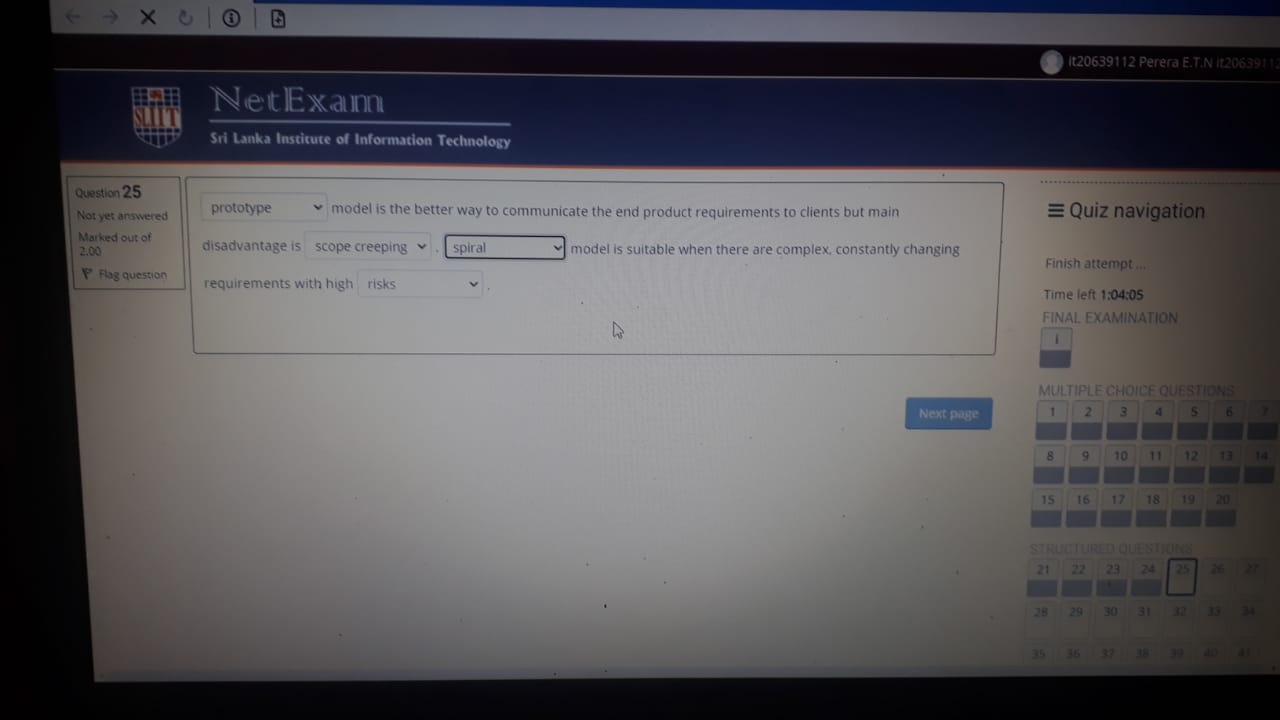 it20639112 Perera E.T.N it20639112
SLIIT
NetExam
Sri Lanka Institute of Information Technology
Question 25
Not yet answered
Marked out of
2.00
Flag question
prototype model is the better way to communicate the end product requirements to clients but main
disadvantage is scope creeping . spiral model is suitable when there are complex, constantly changing
requirements with high risks .
Next page
Quiz navigation
Finish attempt ...
Time left 1:04:05
FINAL EXAMINATION
i
MULTIPLE CHOICE QUESTIONS
1 2 3 4 5 6 7
8 9 10 11 12 13 14
15 16 17 18 19 20
STRUCTURED QUESTIONS
21 22 23 24 25 26 27
28 29 30 31 32 33 34
35 36 37 38 39 40 41